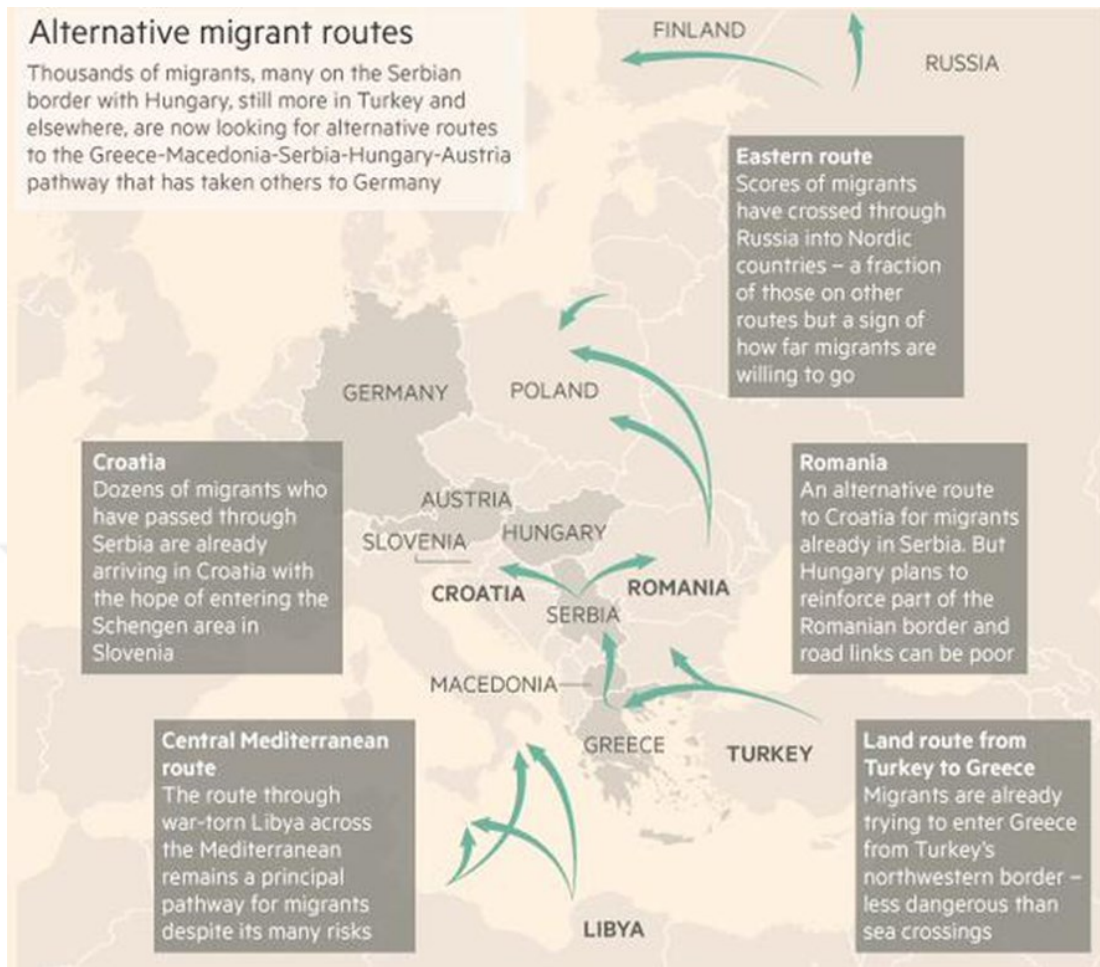 Alternative migrant routes
Thousands of migrants, many on the Serbian
border with Hungary, still more in Turkey and
elsewhere, are now looking for alternative routes
to the Greece-Macedonia-Serbia-Hungary-Austria
pathway that has taken others to Germany
FINLAND
RUSSIA
Eastern route
Scores of migrants
have crossed through
Russia into Nordic
countries – a fraction
of those on other
routes but a sign of
how far migrants are
willing to go
GERMANY
POLAND
Croatia
Dozens of migrants who
have passed through
Serbia are already
arriving in Croatia with
the hope of entering the
Schengen area in
Slovenia
AUSTRIA
HUNGARY
SLOVENIA
CROATIA
ROMANIA
SERBIA
Romania
An alternative route
to Croatia for migrants
already in Serbia. But
Hungary plans to
reinforce part of the
Romanian border and
road links can be poor
MACEDONIA
GREECE
TURKEY
Central Mediterranean
route
The route through
war-torn Libya across
the Mediterranean
remains a principal
pathway for migrants
despite its many risks
LIBYA
Land route from
Turkey to Greece
Migrants are already
trying to enter Greece
from Turkey's
northwestern border –
less dangerous than
sea crossings